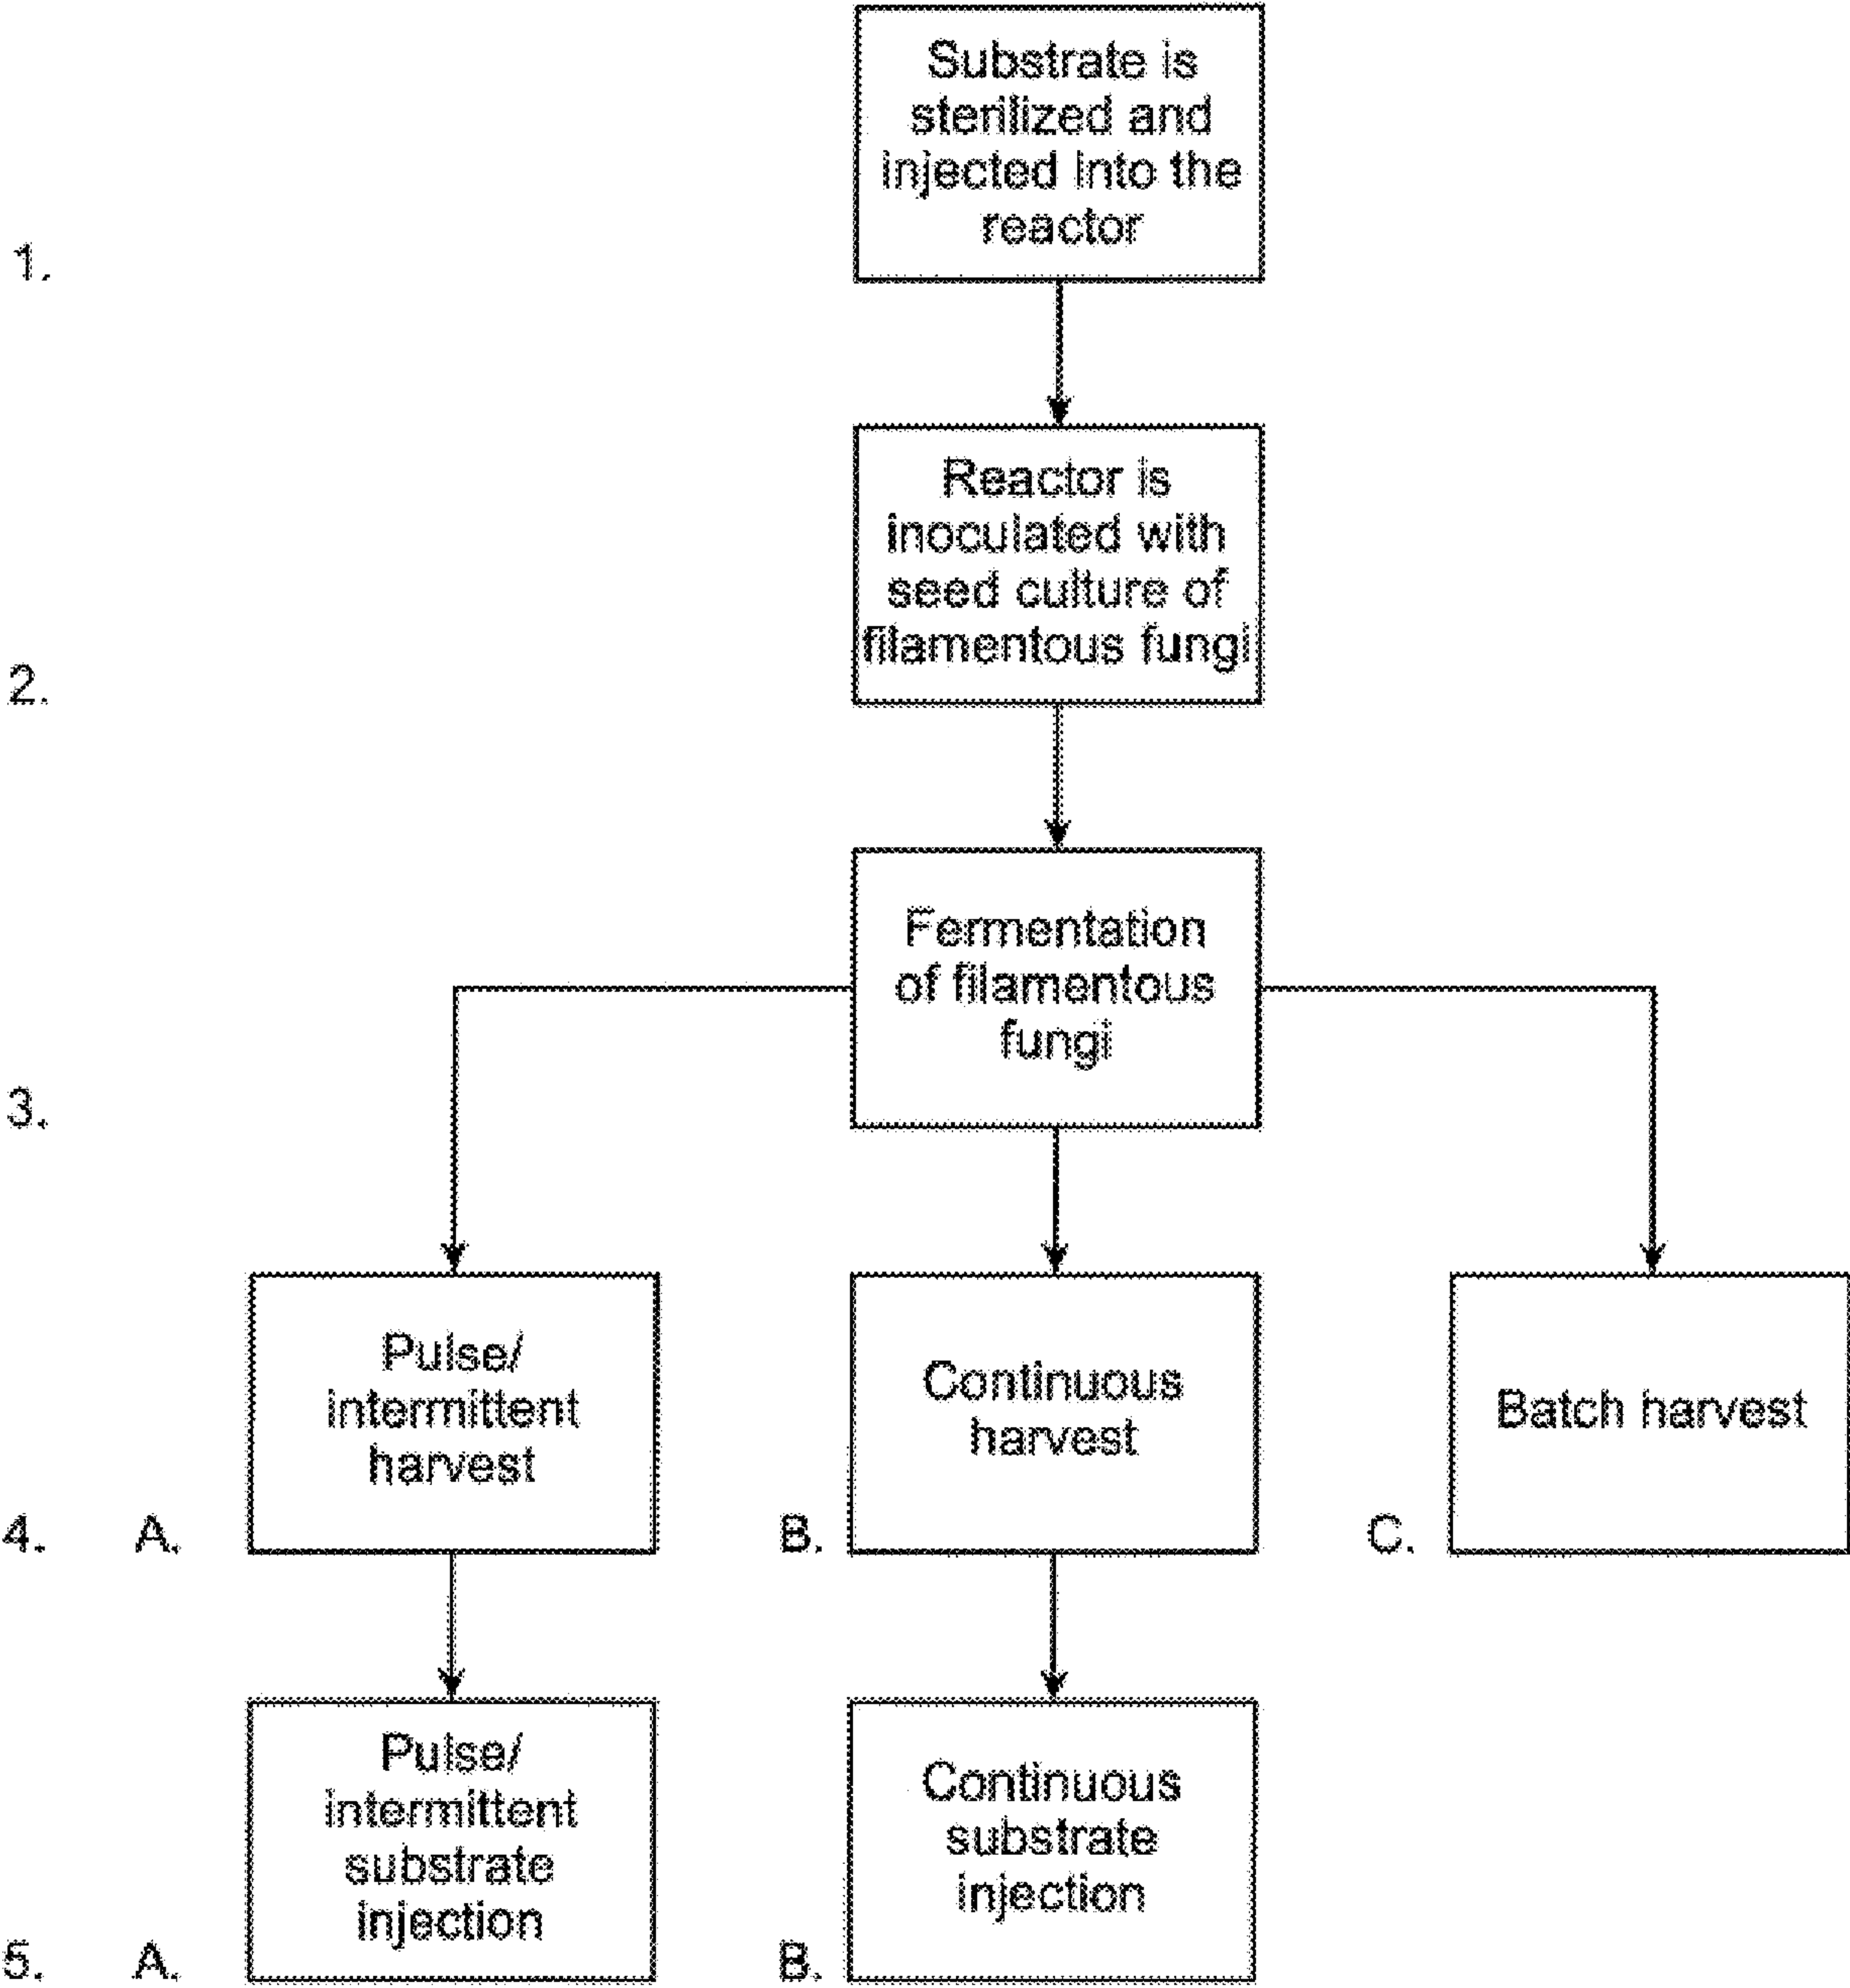 Substrate is
sterilized and
injected into the
reactor
1.
Reactor is
inoculated with
seed culture of
filamentous fungi
2.
Fermentation
of filamentous
fungi
3.
Pulse/
intermittent
harvest
Continuous
harvest
Batch harvest
4. A. B. C.
Pulse/
intermittent
substrate
injection
Continuous
substrate
injection
5. A. B.